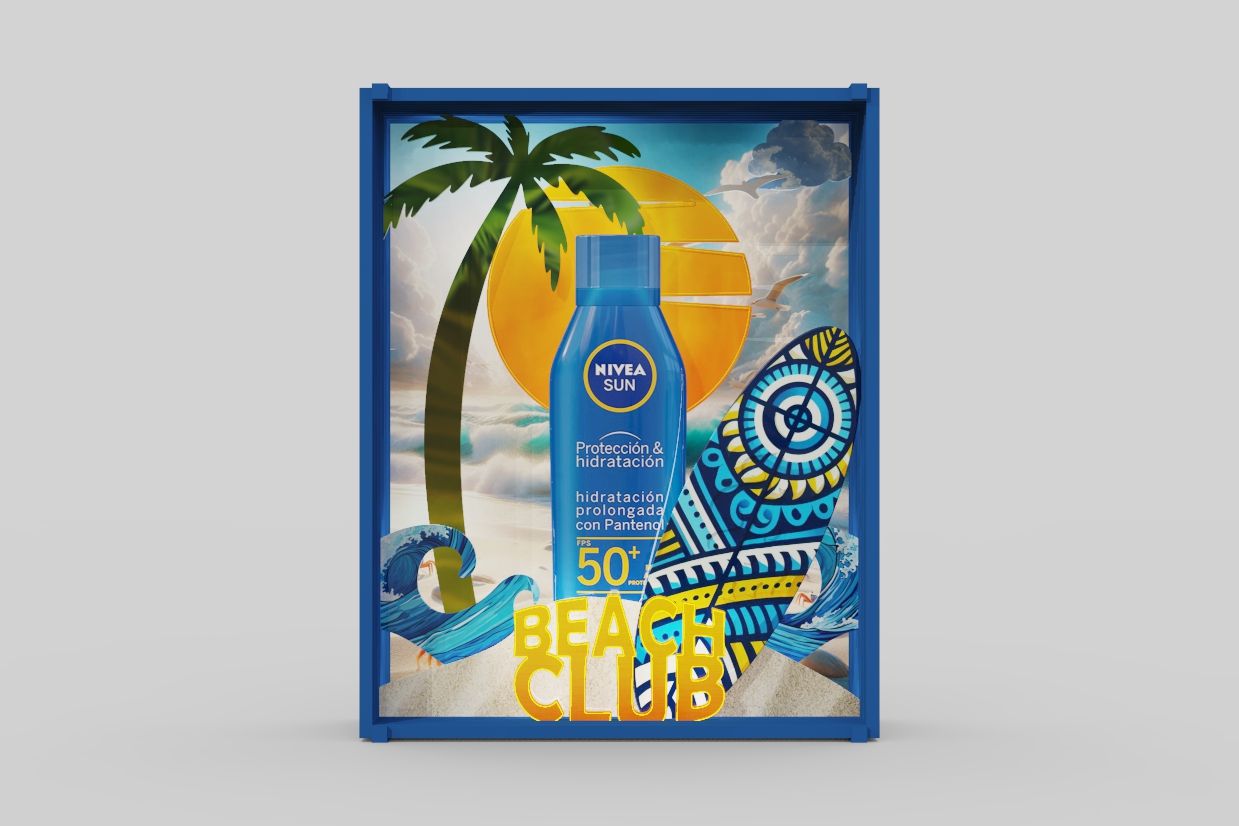 NIVEA
SUN
Protección &
hidratación
hidratación
prolongada
con Pantenol
FPS
50+
BEACH
CLUB